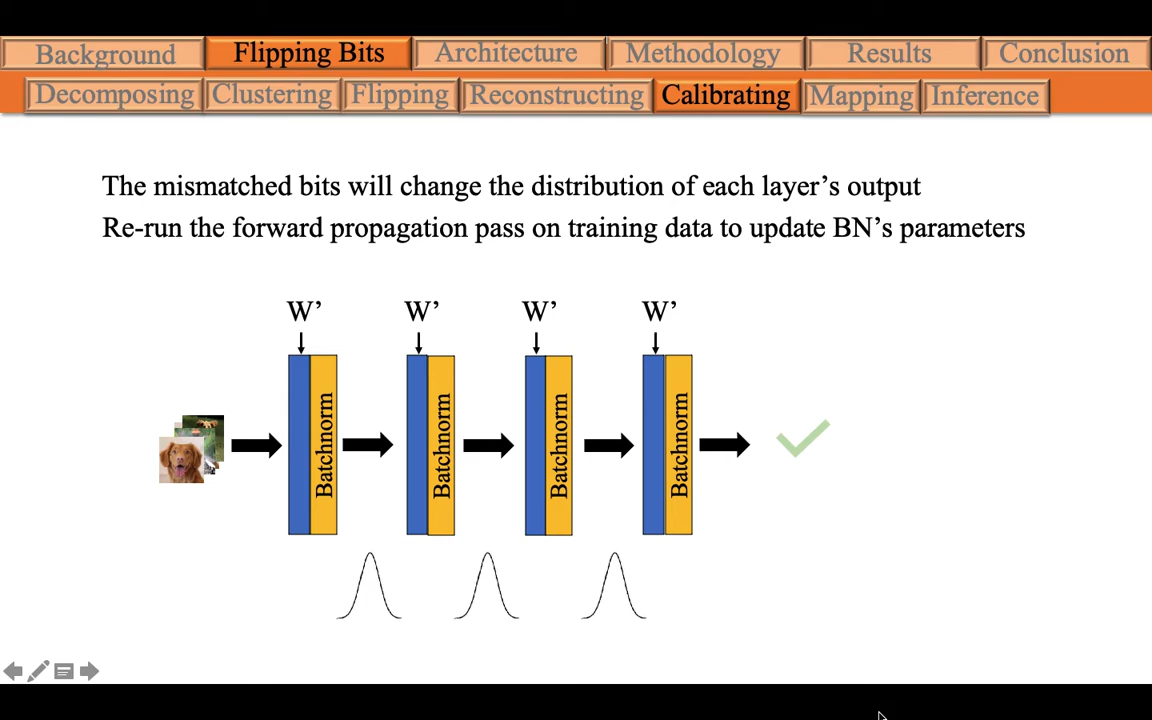 Background Flipping Bits Architecture Methodology Results Conclusion
Decomposing Clustering Flipping Reconstructing Calibrating Mapping Inference
The mismatched bits will change the distribution of each layer’s output
Re-run the forward propagation pass on training data to update BN’s parameters
W’ W’ W’ W’
Batchnorm Batchnorm Batchnorm Batchnorm